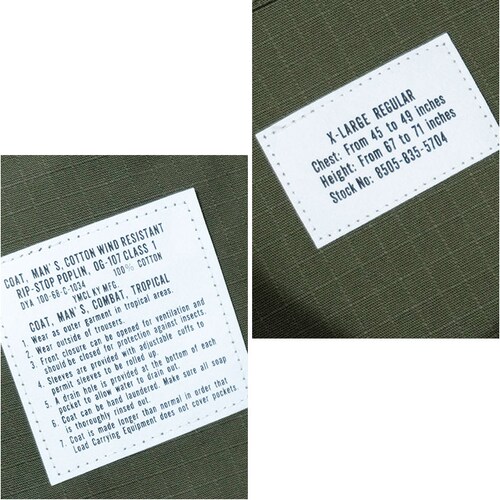 X-LARGE REGULAR
Chest: From 45 to 49 inches
Height: From 67 to 71 inches
Stock No: 8505-835-5704
COAT, MAN'S, COTTON WIND RESISTANT
RIP-STOP POPLIN, OG-107 CLASS 1
DYA 100-68-C-1034 YMCL KY MFG. 100% COTTON
COAT, MAN'S, COMBAT, TROPICAL
1. Wear as outer garment in tropical areas.
2. Wear outside of trousers.
3. Front closure can be opened for ventilation and
should be closed for protection against insects.
4. Sleeves are provided with adjustable cuffs to
permit sleeves to be rolled up.
5. A drain hole is provided at the bottom of each
pocket to allow water to drain out.
6. Coat can be hand laundered. Make sure all soap
is thoroughly rinsed out.
7. Coat is made longer than normal in order that
Load Carrying Equipment does not cover pockets